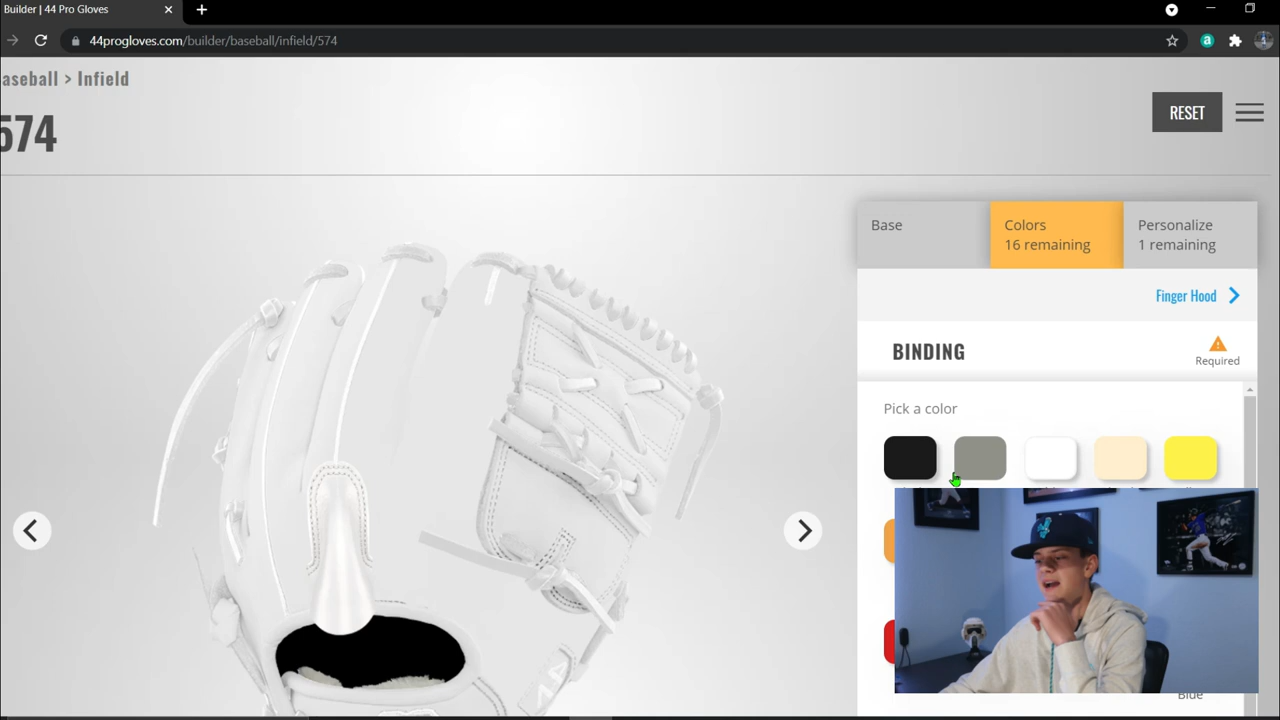 Builder | 44 Pro Gloves
44progloves.com/builder/baseball/infield/574
aseball > Infield
574
RESET
Base
Colors
16 remaining
Personalize
1 remaining
Finger Hood
BINDING
Required
Pick a color
Blue